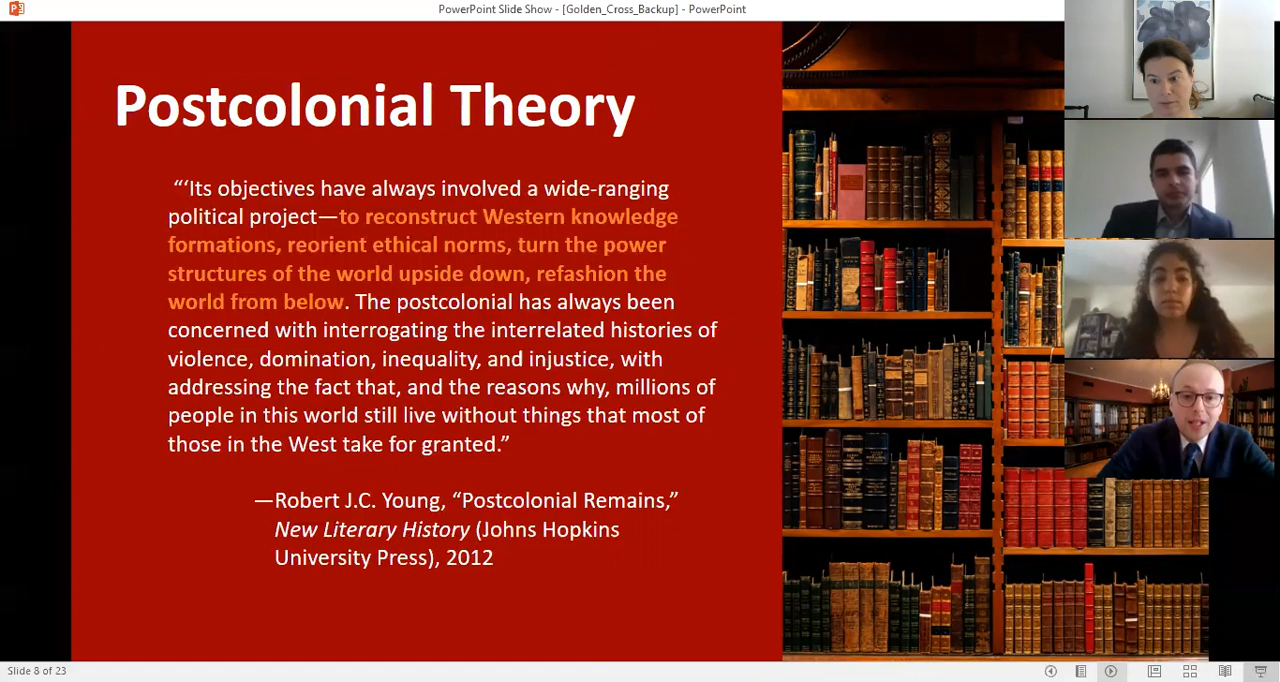 PowerPoint Slide Show - [Golden_Cross_Backup] - PowerPoint
Postcolonial Theory
“‘Its objectives have always involved a wide-ranging
political project—to reconstruct Western knowledge
formations, reorient ethical norms, turn the power
structures of the world upside down, refashion the
world from below. The postcolonial has always been
concerned with interrogating the interrelated histories of
violence, domination, inequality, and injustice, with
addressing the fact that, and the reasons why, millions of
people in this world still live without things that most of
those in the West take for granted.”
—Robert J.C. Young, “Postcolonial Remains,”
New Literary History (Johns Hopkins
University Press), 2012
Slide 8 of 23